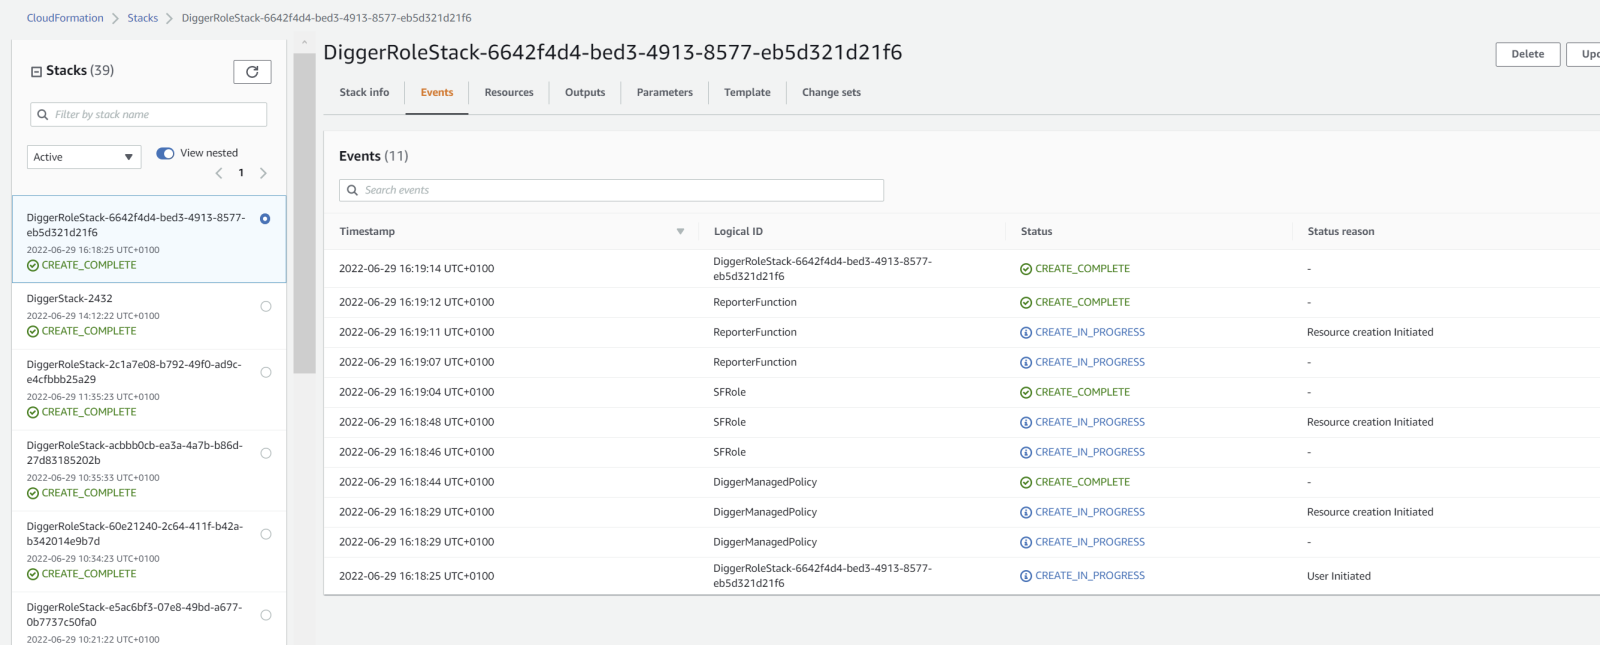 CloudFormation > Stacks > DiggerRoleStack-6642f4d4-bed3-4913-8577-eb5d321d21f6
Stacks (39)
Filter by stack name
Active
View nested
1
DiggerRoleStack-6642f4d4-bed3-4913-8577-
eb5d321d21f6
2022-06-29 16:18:25 UTC+0100
CREATE_COMPLETE
DiggerStack-2432
2022-06-29 14:12:22 UTC+0100
CREATE_COMPLETE
DiggerRoleStack-2c1a7e08-b792-49f0-ad9c-
e4cfbbb25a29
2022-06-29 11:35:23 UTC+0100
CREATE_COMPLETE
DiggerRoleStack-acbbb0cb-ea3a-4a7b-b86d-
27d83185202b
2022-06-29 10:35:33 UTC+0100
CREATE_COMPLETE
DiggerRoleStack-60e21240-2c64-411f-b42a-
b342014e9b7d
2022-06-29 10:34:23 UTC+0100
CREATE_COMPLETE
DiggerRoleStack-e5ac6bf3-07e8-49bd-a677-
0b7737c50fa0
2022-06-29 10:21:22 UTC+0100
DiggerRoleStack-6642f4d4-bed3-4913-8577-eb5d321d21f6
Delete
Upd
Stack info Events Resources Outputs Parameters Template Change sets
Events (11)
Search events
Timestamp Logical ID Status Status reason
2022-06-29 16:19:14 UTC+0100 DiggerRoleStack-6642f4d4-bed3-4913-8577-
eb5d321d21f6 CREATE_COMPLETE -
2022-06-29 16:19:12 UTC+0100 ReporterFunction CREATE_COMPLETE -
2022-06-29 16:19:11 UTC+0100 ReporterFunction CREATE_IN_PROGRESS Resource creation Initiated
2022-06-29 16:19:07 UTC+0100 ReporterFunction CREATE_IN_PROGRESS -
2022-06-29 16:19:04 UTC+0100 SFRole CREATE_COMPLETE -
2022-06-29 16:18:48 UTC+0100 SFRole CREATE_IN_PROGRESS Resource creation Initiated
2022-06-29 16:18:46 UTC+0100 SFRole CREATE_IN_PROGRESS -
2022-06-29 16:18:44 UTC+0100 DiggerManagedPolicy CREATE_COMPLETE -
2022-06-29 16:18:29 UTC+0100 DiggerManagedPolicy CREATE_IN_PROGRESS Resource creation Initiated
2022-06-29 16:18:29 UTC+0100 DiggerManagedPolicy CREATE_IN_PROGRESS -
2022-06-29 16:18:25 UTC+0100 DiggerRoleStack-6642f4d4-bed3-4913-8577-
eb5d321d21f6 CREATE_IN_PROGRESS User Initiated